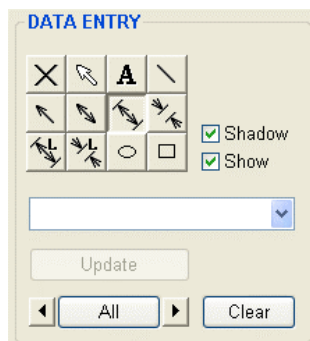 DATA ENTRY
A
L L
Shadow
Show
Update
All Clear